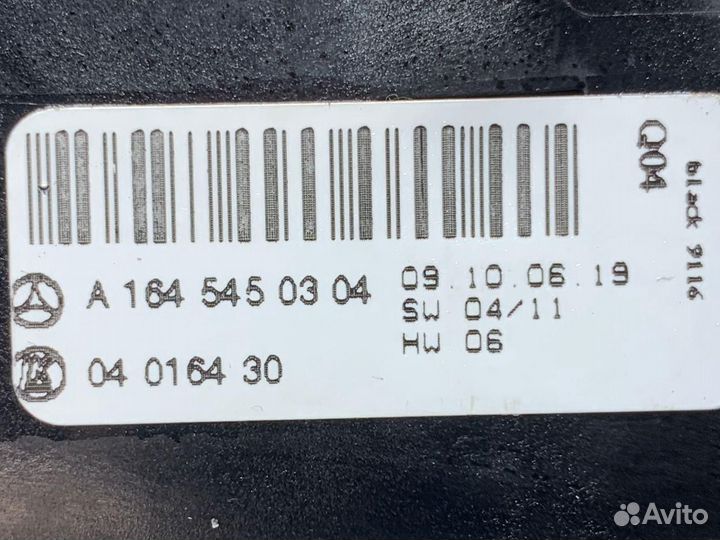 A 164 545 03 04
04 0164 30
09.10.06.19
SW 04/11
HW 06
Q04
black 9116
Avito